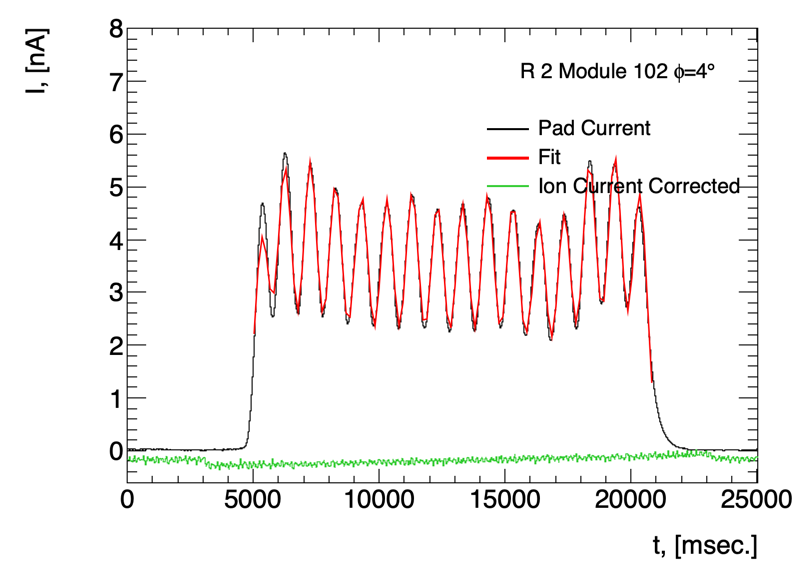 I, [nA]
8
7
6
5
4
3
2
1
0
R 2 Module 102 ϕ=4°
Pad Current
Fit
Ion Current Corrected
0 5000 10000 15000 20000 25000
t, [msec.]